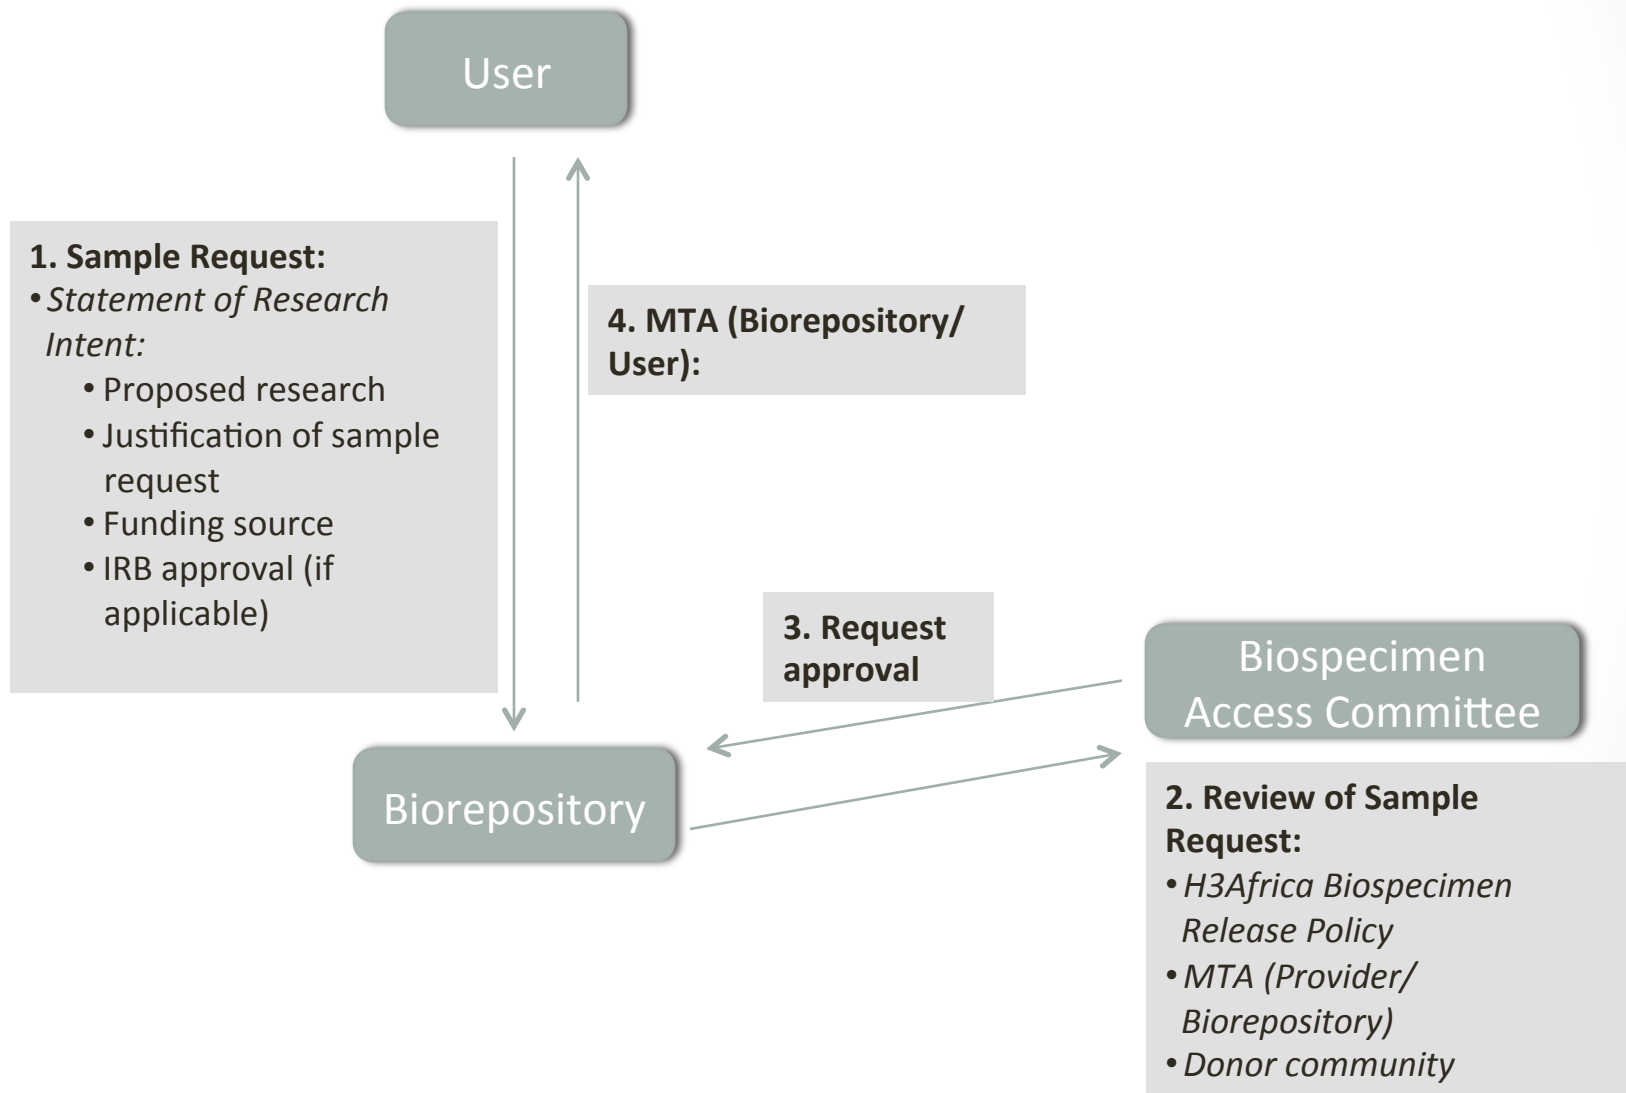 User
1. Sample Request:
• Statement of Research
Intent:
• Proposed research
• Justification of sample
request
• Funding source
• IRB approval (if
applicable)
4. MTA (Biorepository/
User):
3. Request
approval
Biospecimen
Access Committee
Biorepository
2. Review of Sample
Request:
• H3Africa Biospecimen
Release Policy
• MTA (Provider/
Biorepository)
• Donor community